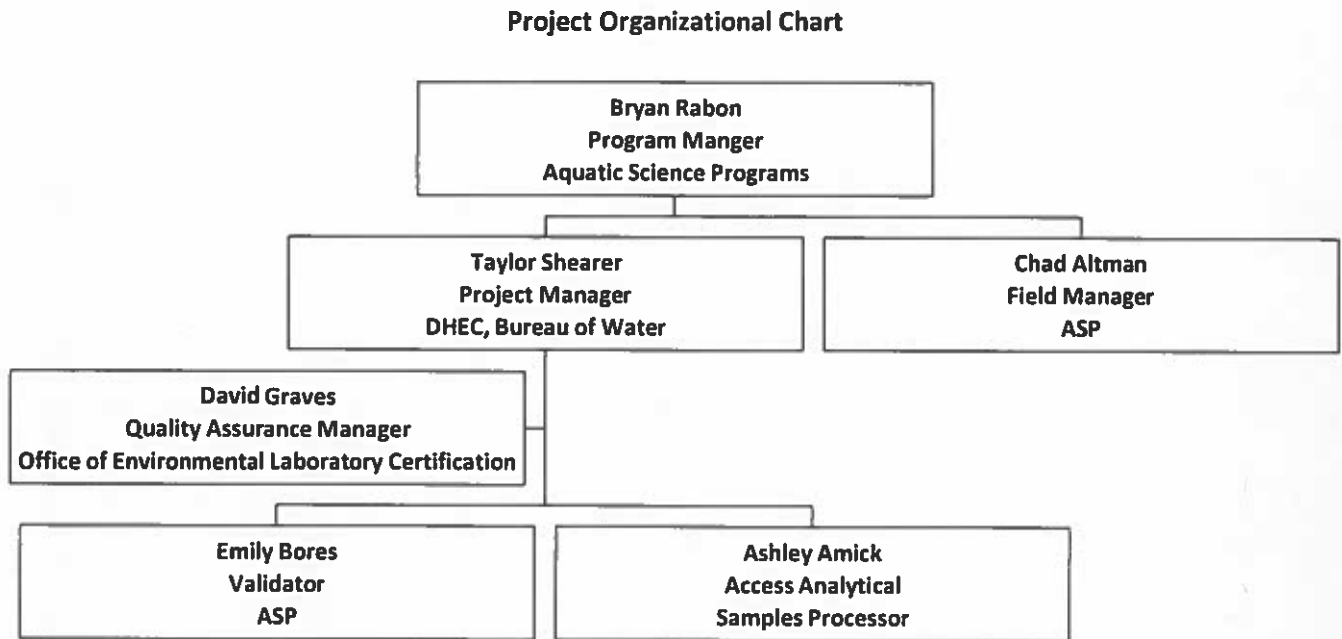 Project Organizational Chart
Bryan Rabon
Program Manger
Aquatic Science Programs
Taylor Shearer
Project Manager
DHEC, Bureau of Water
Chad Altman
Field Manager
ASP
David Graves
Quality Assurance Manager
Office of Environmental Laboratory Certification
Emily Bores
Validator
ASP
Ashley Amick
Access Analytical
Samples Processor